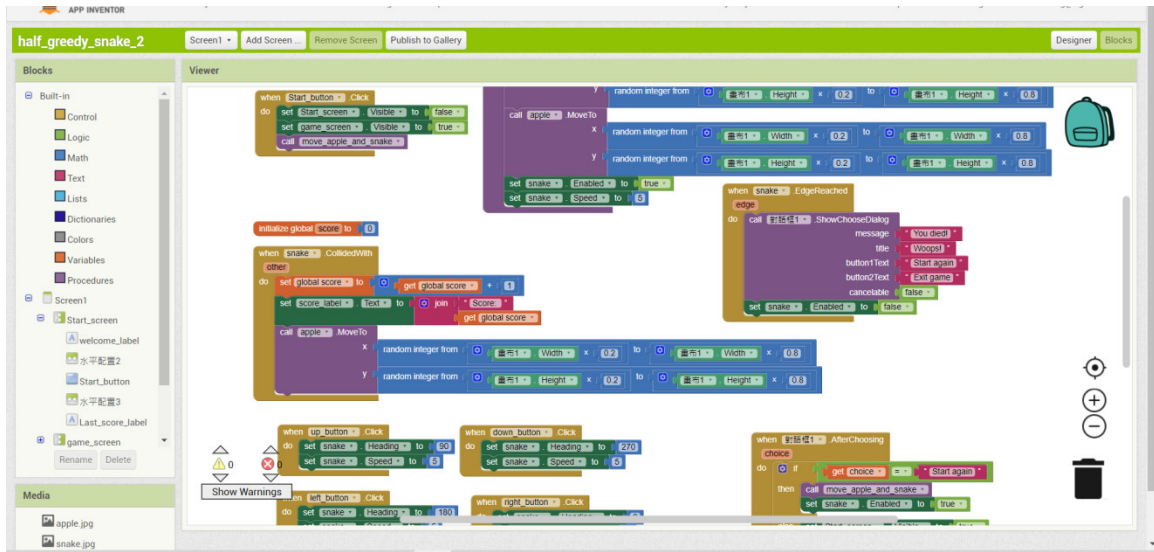 APP INVENTOR
half_greedy_snake_2
Screen1
Add Screen ...
Remove Screen
Publish to Gallery
Designer
Blocks
Blocks
Built-in
Control
Logic
Math
Text
Lists
Dictionaries
Colors
Variables
Procedures
Screen1
Start_screen
welcome_label
水平配置2
Start_button
水平配置3
Last_score_label
game_screen
Rename
Delete
Media
apple.jpg
snake.jpg
Viewer
when Start_button .Click
do set Start_screen . Visible to false
set game_screen . Visible to true
call move_apple_and_snake
y random integer from 畫布1 . Height × 0.2 to 畫布1 . Height × 0.8
call apple .MoveTo
x random integer from 畫布1 . Width × 0.2 to 畫布1 . Width × 0.8
y random integer from 畫布1 . Height × 0.2 to 畫布1 . Height × 0.8
set snake . Enabled to true
set snake . Speed to 5
initialize global score to 0
when snake .CollidedWith
other
do set global score to get global score + 1
set score_label . Text to join " Score: "
get global score
call apple .MoveTo
x random integer from 畫布1 . Width × 0.2 to 畫布1 . Width × 0.8
y random integer from 畫布1 . Height × 0.2 to 畫布1 . Height × 0.8
when snake .EdgeReached
edge
do call 對話框1 .ShowChooseDialog
message " You died! "
title " Woops! "
button1Text " Start again "
button2Text " Exit game "
cancelable false
set snake . Enabled to false
when up_button .Click
do set snake . Heading to 90
set snake . Speed to 5
when down_button .Click
do set snake . Heading to 270
set snake . Speed to 5
when left_button .Click
do set snake . Heading to 180
when right_button .Click
when 對話框1 .AfterChoosing
choice
do if get choice = " Start again "
then call move_apple_and_snake
set snake . Enabled to true
0
0
Show Warnings